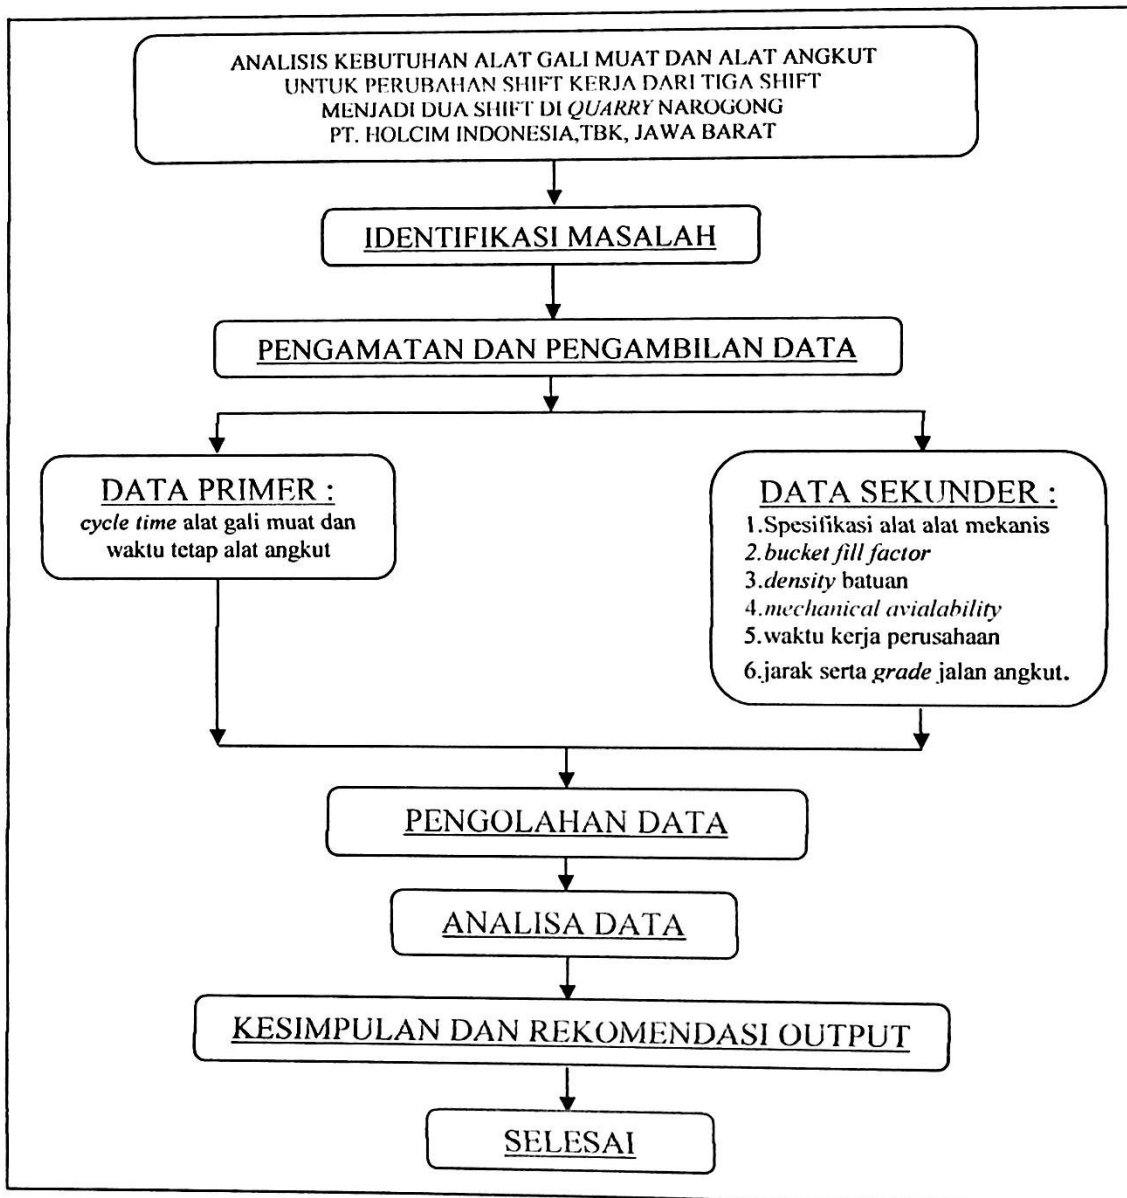 ANALISIS KEBUTUHAN ALAT GALI MUAT DAN ALAT ANGKUT
UNTUK PERUBAHAN SHIFT KERJA DARI TIGA SHIFT
MENJADI DUA SHIFT DI QUARRY NAROGONG
PT. HOLCIM INDONESIA,TBK, JAWA BARAT
IDENTIFIKASI MASALAH
PENGAMATAN DAN PENGAMBILAN DATA
DATA PRIMER :
cycle time alat gali muat dan
waktu tetap alat angkut
DATA SEKUNDER :
1.Spesifikasi alat alat mekanis
2.bucket fill factor
3.density batuan
4.mechanical avialability
5.waktu kerja perusahaan
6.jarak serta grade jalan angkut.
PENGOLAHAN DATA
ANALISA DATA
KESIMPULAN DAN REKOMENDASI OUTPUT
SELESAI